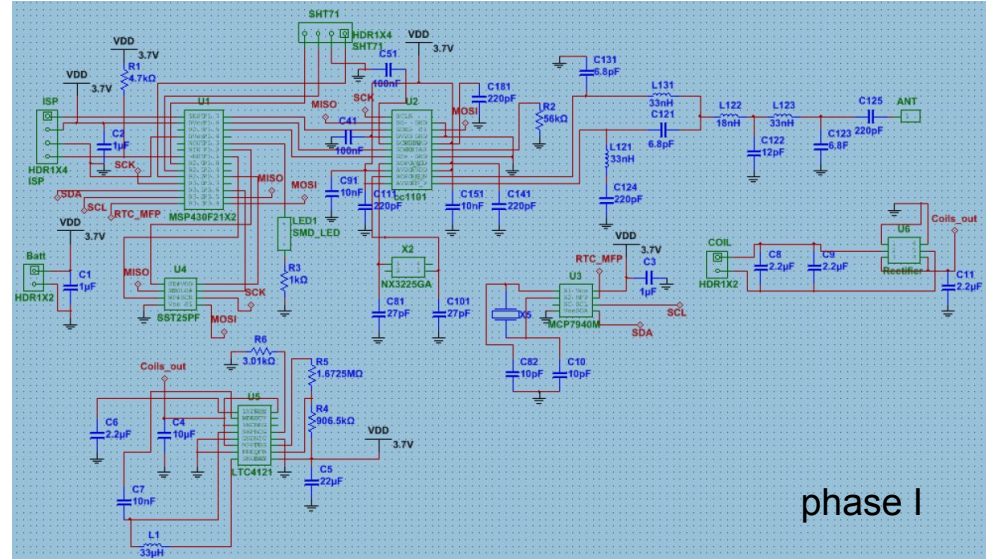 SHT71
HDR1X4
SHT71
VDD
3.7V
VDD
3.7V
R1
4.7kΩ
VDD
3.7V
C51
100nF
C131
6.8pF
ISP
HDR1X4
ISP
C2
1µF
U1
MSP430F21X2
SCK
SDA
SCL
RTC_MFP
MISO
MOSI
MISO
SCK
C41
100nF
U2
cc1101
MOSI
C181
220pF
R2
56kΩ
L131
33nH
C121
6.8pF
L122
18nH
L123
33nH
C125
220pF
ANT
C122
12pF
C123
6.8F
L121
33nH
C124
220pF
C91
10nF
C111
220pF
C151
10nF
C141
220pF
LED1
SMD_LED
R3
1kΩ
X2
NX3225GA
C81
27pF
C101
27pF
Batt
HDR1X2
VDD
3.7V
C1
1µF
MISO
U4
SST25PF
SCK
MOSI
VDD
3.7V
RTC_MFP
U3
MCP7940M
C3
1µF
SCL
SDA
X5
C82
10pF
C10
10pF
COIL
HDR1X2
C8
2.2µF
C9
2.2µF
U6
Rectifier
Coils_out
C11
2.2µF
R6
3.01kΩ
Coils_out
R5
1.6725MΩ
R4
906.5kΩ
U5
LTC4121
VDD
3.7V
C6
2.2µF
C4
10µF
C5
22µF
C7
10nF
L1
33µH
phase I